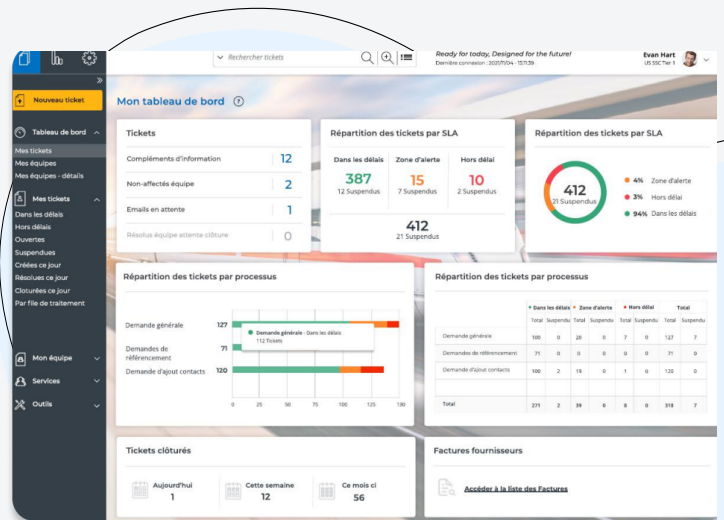 Rechercher tickets
Ready for today, Designed for the future!
Dernière connexion : 2021/11/04 - 15:11:39
Evan Hart
US SSC Tier 1
Nouveau ticket
Tableau de bord
Mes tickets
Mes équipes
Mes équipes - détails
Mes tickets
Dans les délais
Hors délais
Ouvertes
Suspendues
Créées ce jour
Résolues ce jour
Cloturées ce jour
Par file de traitement
Mon équipe
Services
Outils
Mon tableau de bord
Tickets
Compléments d'information 12
Non-affectés équipe 2
Emails en attente 1
Résolus équipe attente clôture 0
Répartition des tickets par SLA
Dans les délais Zone d'alerte Hors délai
387 15 10
12 Suspendus 7 Suspendus 2 Suspendus
412
21 Suspendus
Répartition des tickets par SLA
412
21 Suspendus
4% Zone d'alerte
3% Hors délai
94% Dans les délais
Répartition des tickets par processus
Demande générale 127
Demandes de référencement 71
Demande d'ajout contacts 120
Demande générale - Dans les délais
112 Tickets
0 25 50 75 100 125 130
Répartition des tickets par processus
Dans les délais Zone d'alerte Hors délai Total
Total Suspendu Total Suspendu Total Suspendu Total Suspendu
Demande générale 100 0 20 0 7 0 127 7
Demandes de référencement 71 0 0 0 0 0 71 0
Demande d'ajout contacts 100 2 19 0 1 0 120 0
Total 271 2 39 0 8 0 318 7
Tickets clôturés
Aujourd'hui
1
Cette semaine
12
Ce mois ci
56
Factures fournisseurs
Accéder à la liste des Factures